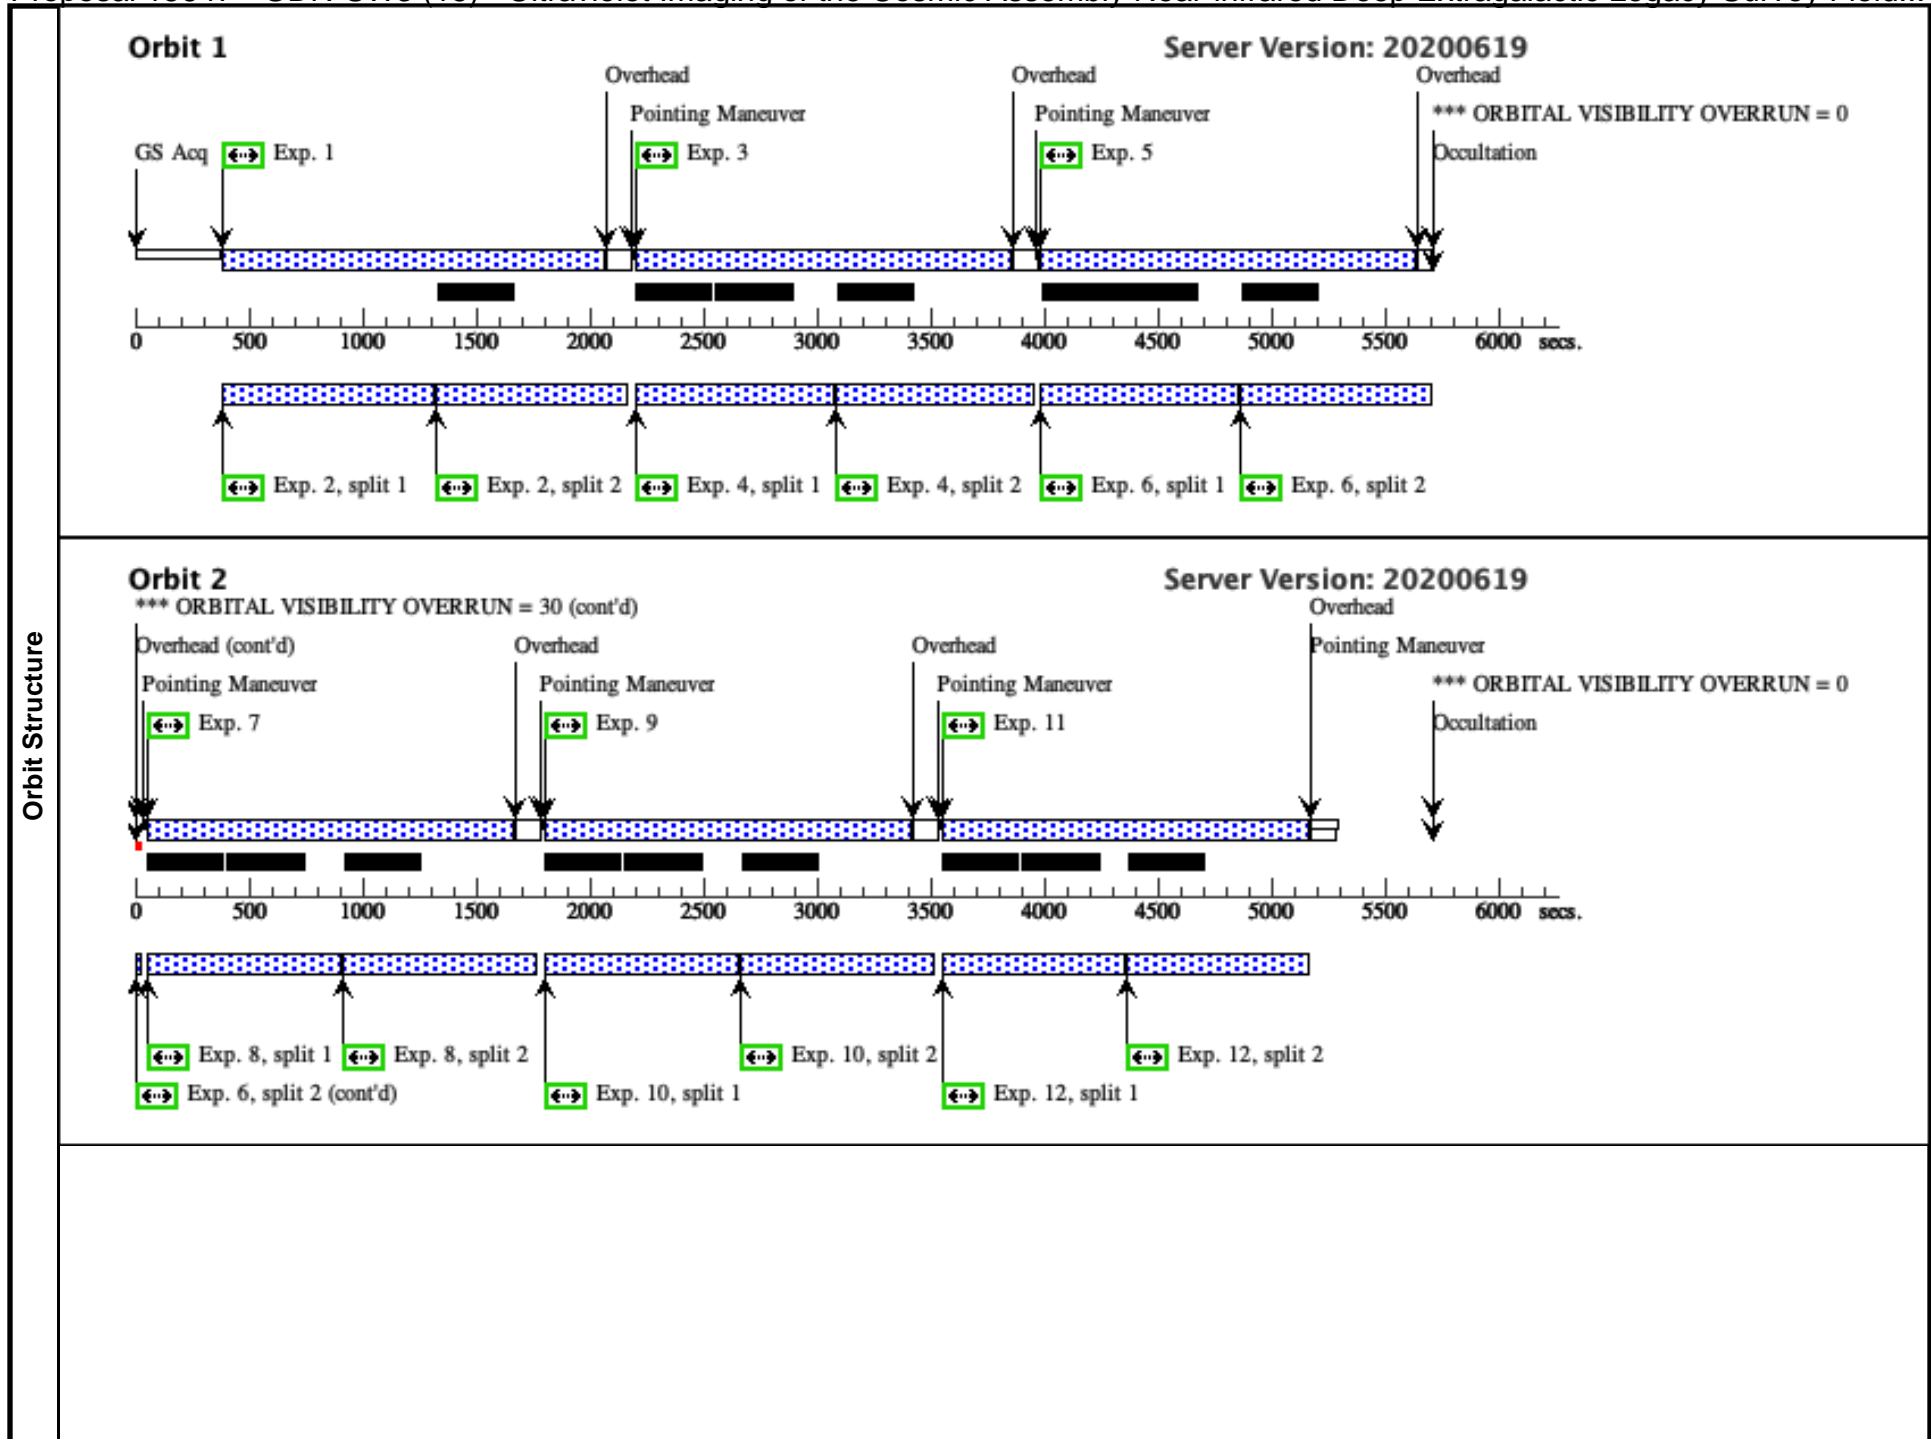 Orbit Structure
Orbit 1
Server Version: 20200619
Overhead Overhead Overhead
Pointing Maneuver Pointing Maneuver *** ORBITAL VISIBILITY OVERRUN = 0
GS Acq Exp. 1 Exp. 3 Exp. 5 Occultation
0 500 1000 1500 2000 2500 3000 3500 4000 4500 5000 5500 6000 secs.
Exp. 2, split 1 Exp. 2, split 2 Exp. 4, split 1 Exp. 4, split 2 Exp. 6, split 1 Exp. 6, split 2
Orbit 2
Server Version: 20200619
*** ORBITAL VISIBILITY OVERRUN = 30 (cont'd) Overhead
Overhead (cont'd) Overhead Overhead Pointing Maneuver
Pointing Maneuver Pointing Maneuver Pointing Maneuver *** ORBITAL VISIBILITY OVERRUN = 0
Exp. 7 Exp. 9 Exp. 11 Occultation
0 500 1000 1500 2000 2500 3000 3500 4000 4500 5000 5500 6000 secs.
Exp. 8, split 1 Exp. 8, split 2 Exp. 10, split 2 Exp. 12, split 2
Exp. 6, split 2 (cont'd) Exp. 10, split 1 Exp. 12, split 1